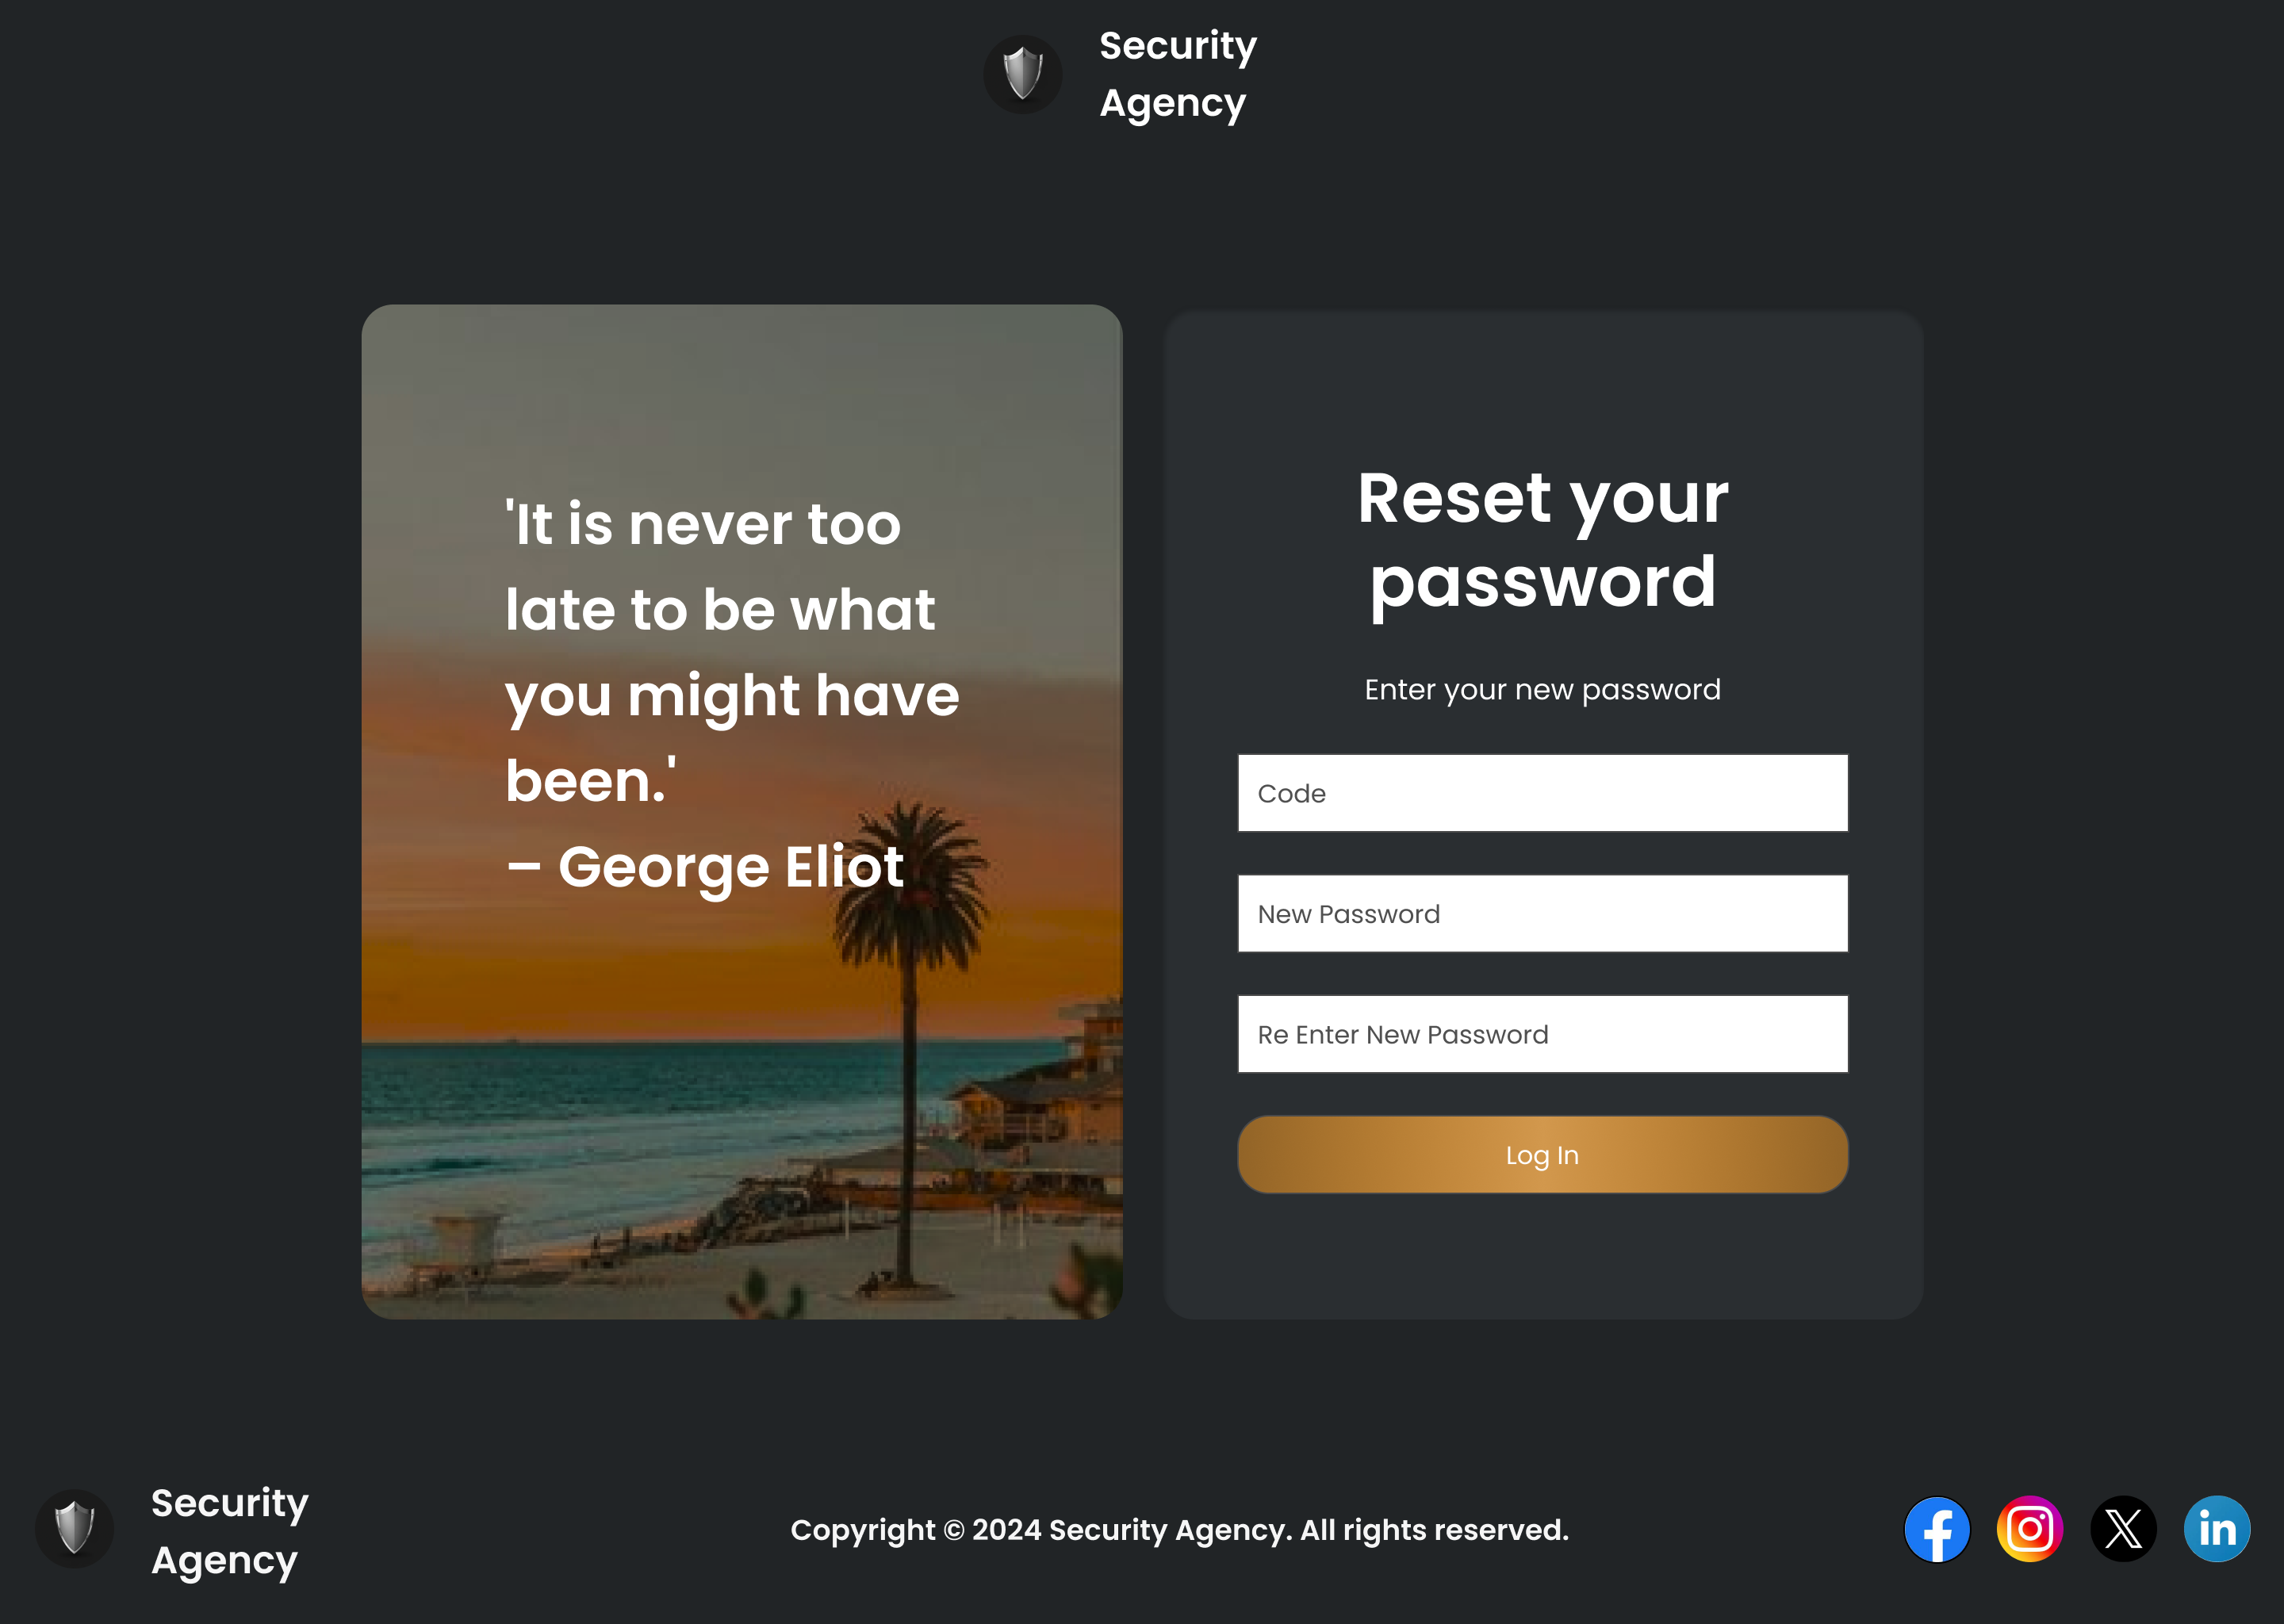 Security
Agency
'It is never too
late to be what
you might have
been.'
– George Eliot
Reset your
password
Enter your new password
Code
New Password
Re Enter New Password
Log In
Security
Agency
Copyright © 2024 Security Agency. All rights reserved.